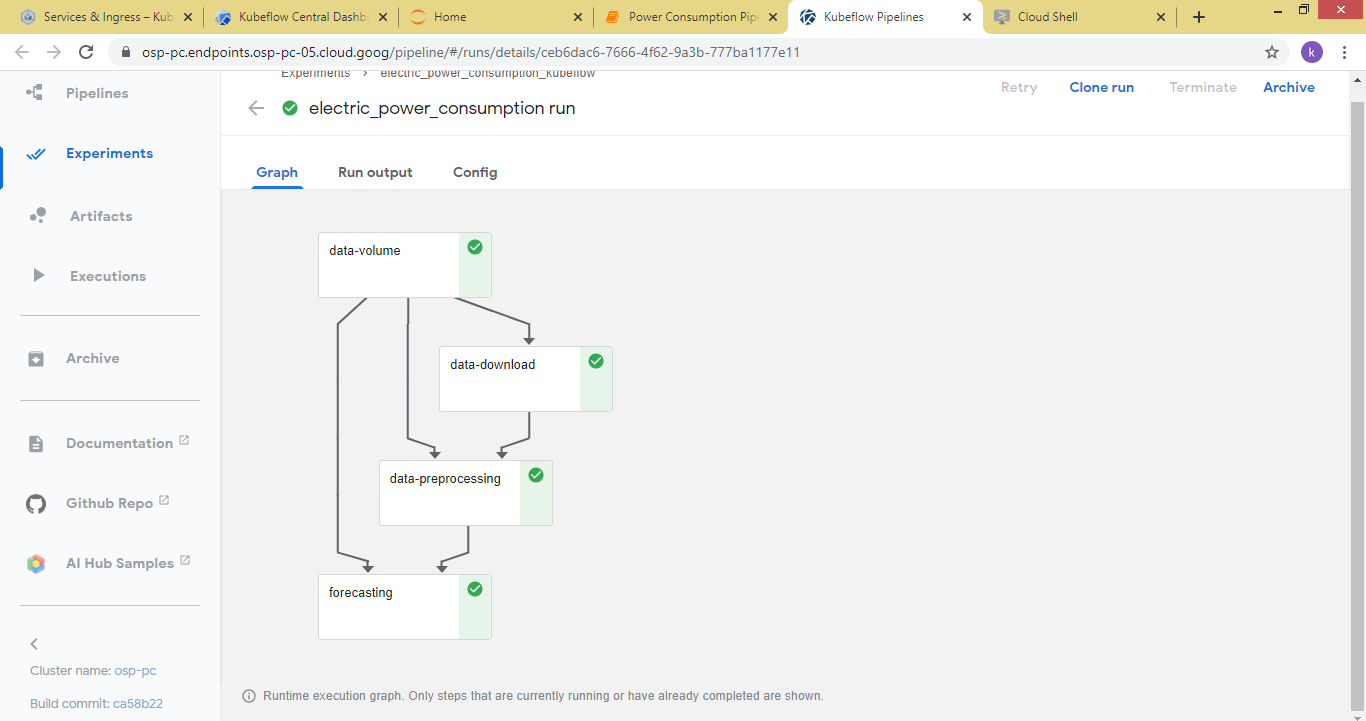 Services & Ingress – Kub
Kubeflow Central Dashb
Home
Power Consumption Pip
Kubeflow Pipelines
Cloud Shell
osp-pc.endpoints.osp-pc-05.cloud.goog/pipeline/#/runs/details/ceb6dac6-7666-4f62-9a3b-777ba1177e11
k
Pipelines
Experiments
Artifacts
Executions
Archive
Documentation
Github Repo
AI Hub Samples
Cluster name: osp-pc
Build commit: ca58b22
Experiments > electric_power_consumption_kubeflow
electric_power_consumption run
Retry
Clone run
Terminate
Archive
Graph
Run output
Config
data-volume
data-download
data-preprocessing
forecasting
Runtime execution graph. Only steps that are currently running or have already completed are shown.